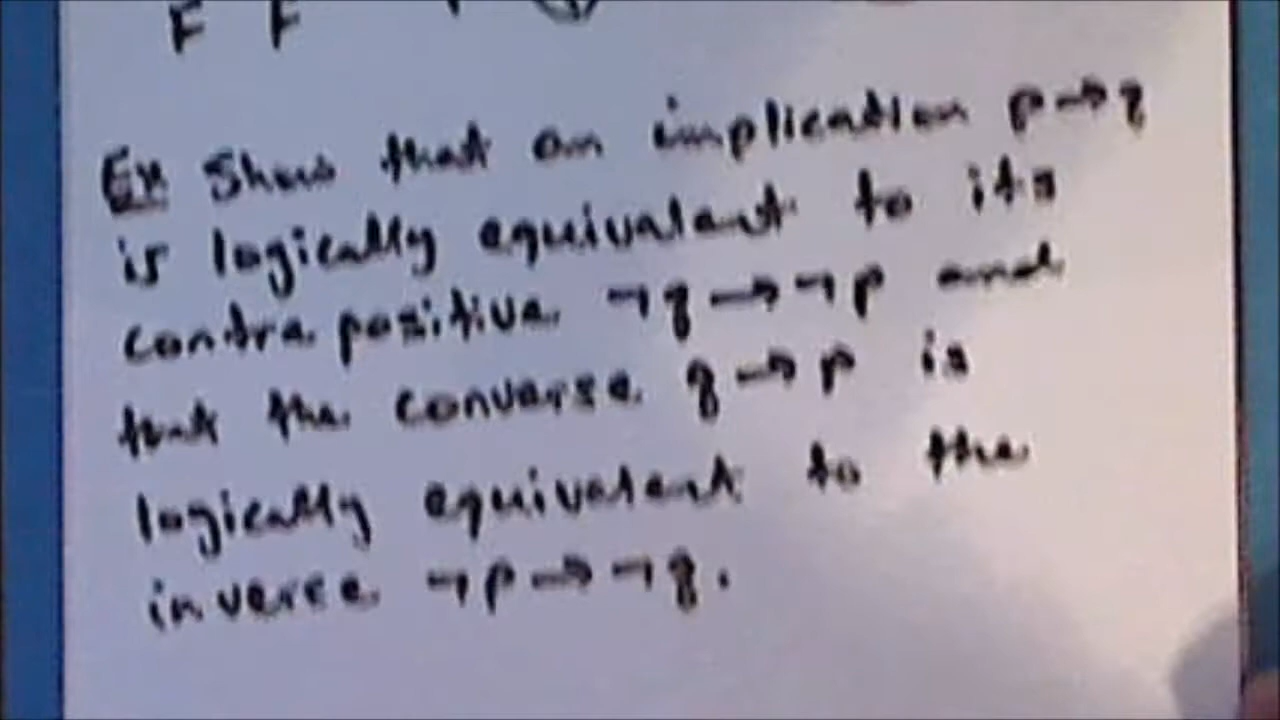 F F
Ex Show that an implication p→q
is logically equivalent to its
contrapositive ¬q→¬p and
that the converse q→p is
logically equivalent to the
inverse ¬p→¬q.